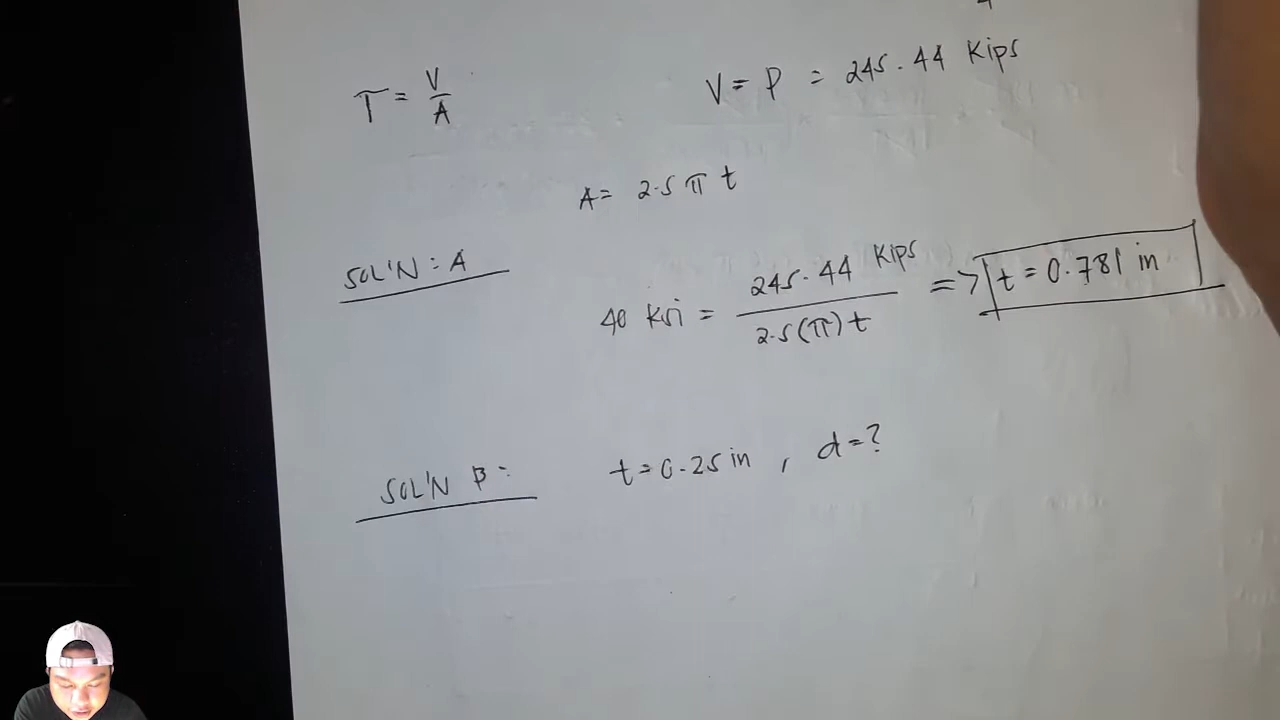 T = V/A
V = P = 245.44 Kips
A = 2.5 π t
SOL'N : A
40 ksi = 245.44 Kips / 2.5(π)t => t = 0.781 in
SOL'N B :
t = 0.25 in , d = ?